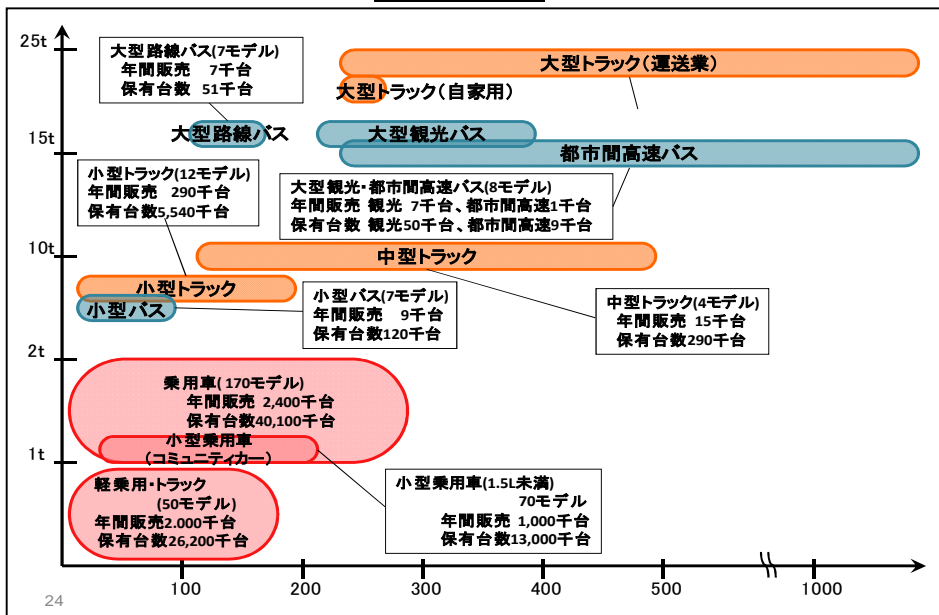 25t
大型路線バス(7モデル)
年間販売 7千台
保有台数 51千台
大型トラック(運送業)
大型トラック(自家用)
大型路線バス
大型観光バス
15t
都市間高速バス
小型トラック(12モデル)
年間販売 290千台
保有台数5,540千台
大型観光・都市間高速バス(8モデル)
年間販売 観光 7千台、都市間高速1千台
保有台数 観光50千台、都市間高速9千台
10t
中型トラック
小型トラック
小型バス
小型バス(7モデル)
年間販売 9千台
保有台数120千台
中型トラック(4モデル)
年間販売 15千台
保有台数290千台
2t
乗用車(170モデル)
年間販売 2,400千台
保有台数40,100千台
小型乗用車
(コミュニティカー)
1t
軽乗用・トラック
(50モデル)
年間販売2.000千台
保有台数26,200千台
小型乗用車(1.5L未満)
70モデル
年間販売 1,000千台
保有台数13,000千台
100 200 300 400 500 1000
24